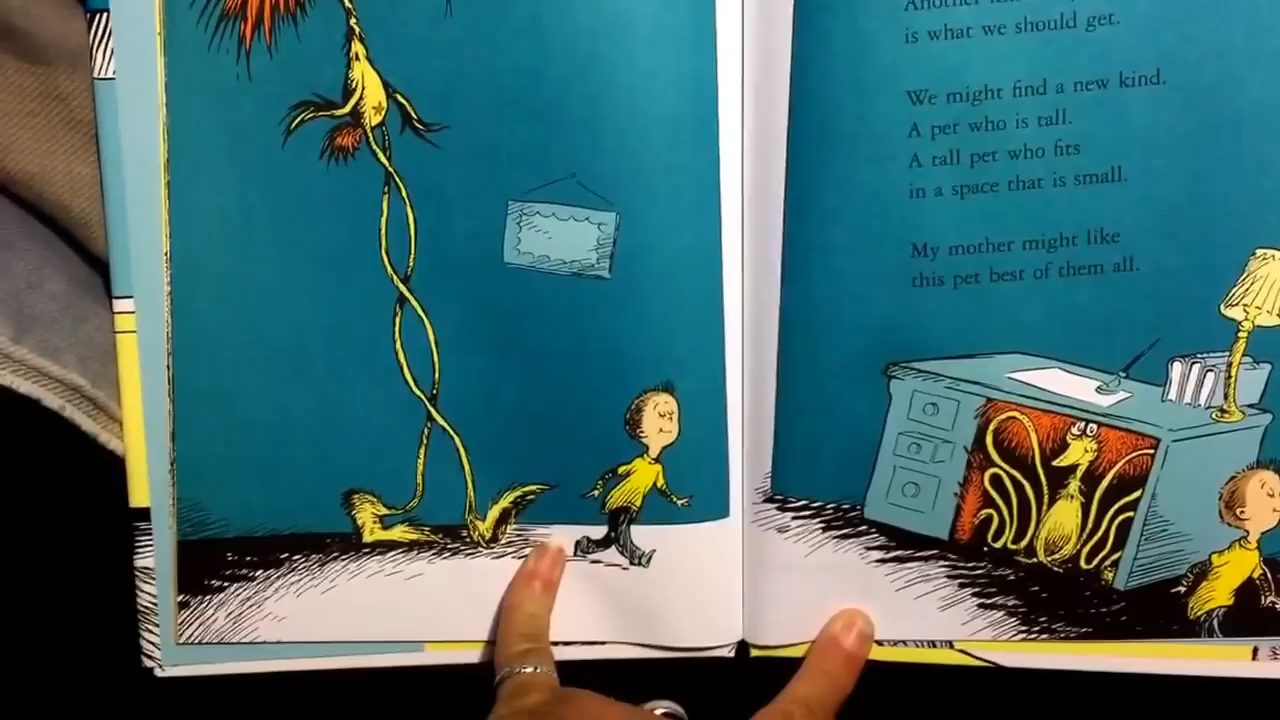 Another
is what we should get.
We might find a new kind.
A pet who is tall.
A tall pet who fits
in a space that is small.
My mother might like
this pet best of them all.